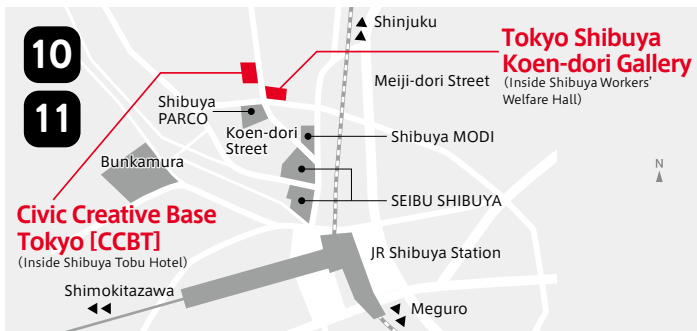 10
11
Shinjuku
Tokyo Shibuya
Koen-dori Gallery
(Inside Shibuya Workers'
Welfare Hall)
Meiji-dori Street
Shibuya
PARCO
Koen-dori
Street
Shibuya MODI
Bunkamura
N
SEIBU SHIBUYA
Civic Creative Base
Tokyo [CCBT]
(Inside Shibuya Tobu Hotel)
JR Shibuya Station
Shimokitazawa
Meguro